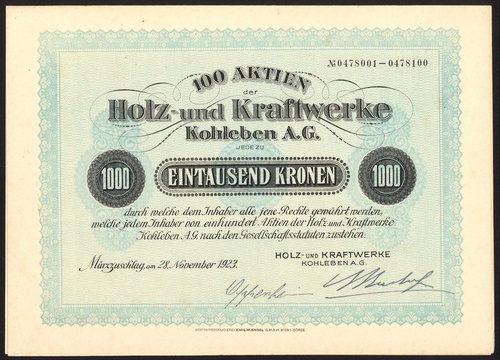 №0478001—0478100
100 AKTIEN
der
Holz- und Kraftwerke
Kohleben A.G.
JEDE ZU
1000 EINTAUSEND KRONEN 1000
durch welche dem Inhaber alle jene Rechte gewährt werden,
welche jedem Inhaber von einhundert Aktien der Holz-und Kraftwerke
Kohleben A.G. nach den Gesellschaftsstatuten zustehen.
Mürzzuschlag, am 28. November 1923.
HOLZ- UND KRAFTWERKE
KOHLEBEN A.G.